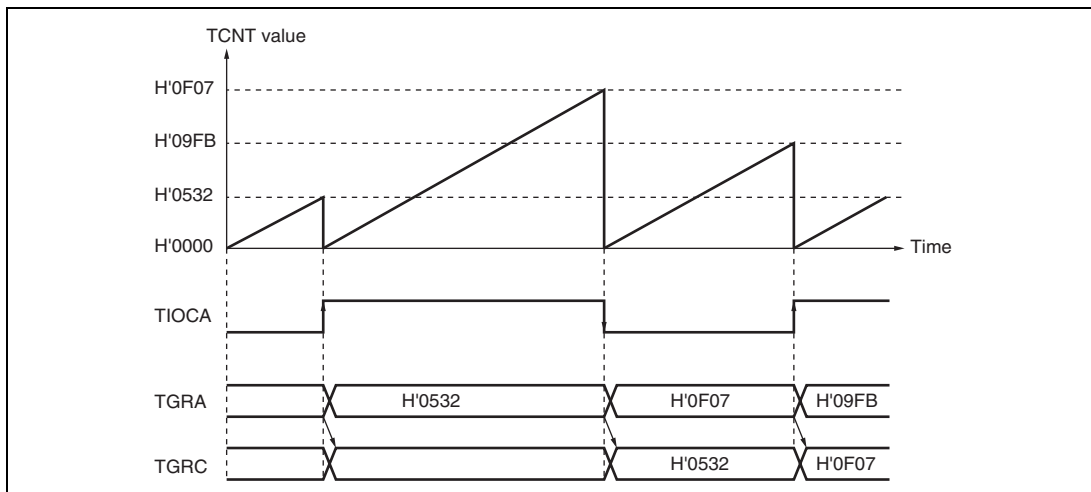 TCNT value
H'0F07
H'09FB
H'0532
H'0000
Time
TIOCA
TGRA
H'0532
H'0F07
H'09FB
TGRC
H'0532
H'0F07